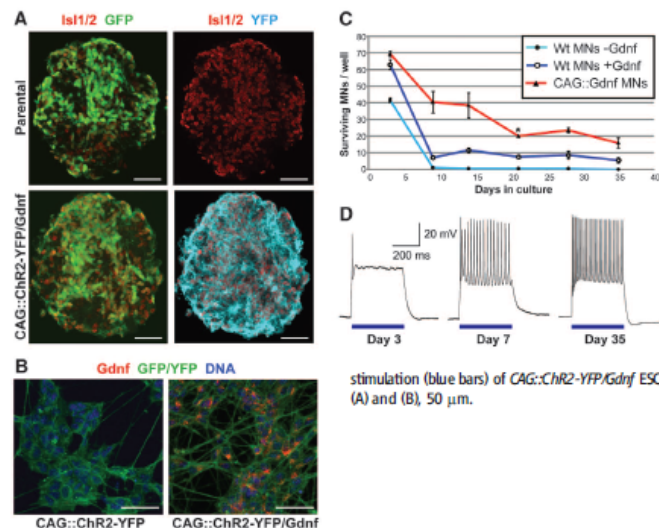 A
Isl1/2 GFP
Isl1/2 YFP
Parental
CAG::ChR2-YFP/Gdnf
B
Gdnf GFP/YFP DNA
CAG::ChR2-YFP
CAG::ChR2-YFP/Gdnf
C
Surviving MNs / well
80
70
60
50
40
30
20
10
0
0 5 10 15 20 25 30 35 40
Days in culture
Wt MNs -Gdnf
Wt MNs +Gdnf
CAG::Gdnf MNs
D
20 mV
200 ms
Day 3
Day 7
Day 35
stimulation (blue bars) of CAG::ChR2-YFP/Gdnf ESC
(A) and (B), 50 μm.